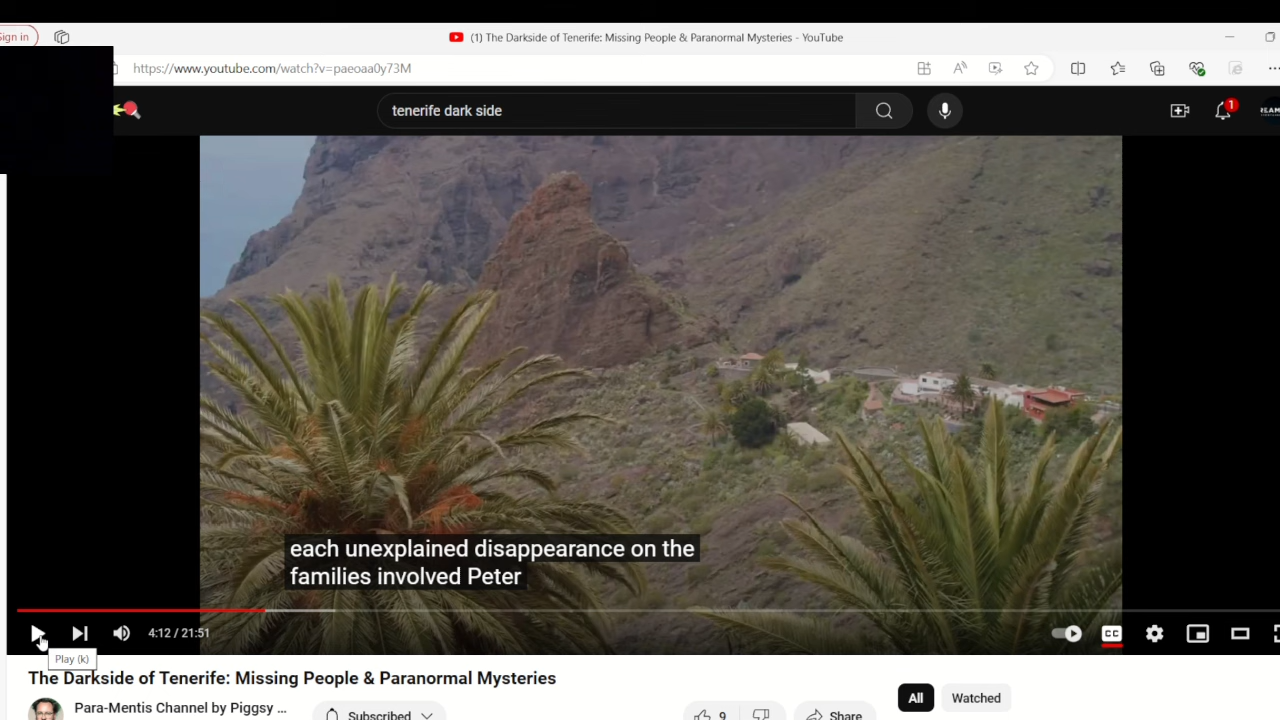 Sign in
(1) The Darkside of Tenerife: Missing People & Paranormal Mysteries - YouTube
https://www.youtube.com/watch?v=paeoaa0y73M
tenerife dark side
1
each unexplained disappearance on the
families involved Peter
4:12 / 21:51
CC
Play (k)
The Darkside of Tenerife: Missing People & Paranormal Mysteries
Para-Mentis Channel by Piggsy ...
Subscribed
9
Share
All
Watched